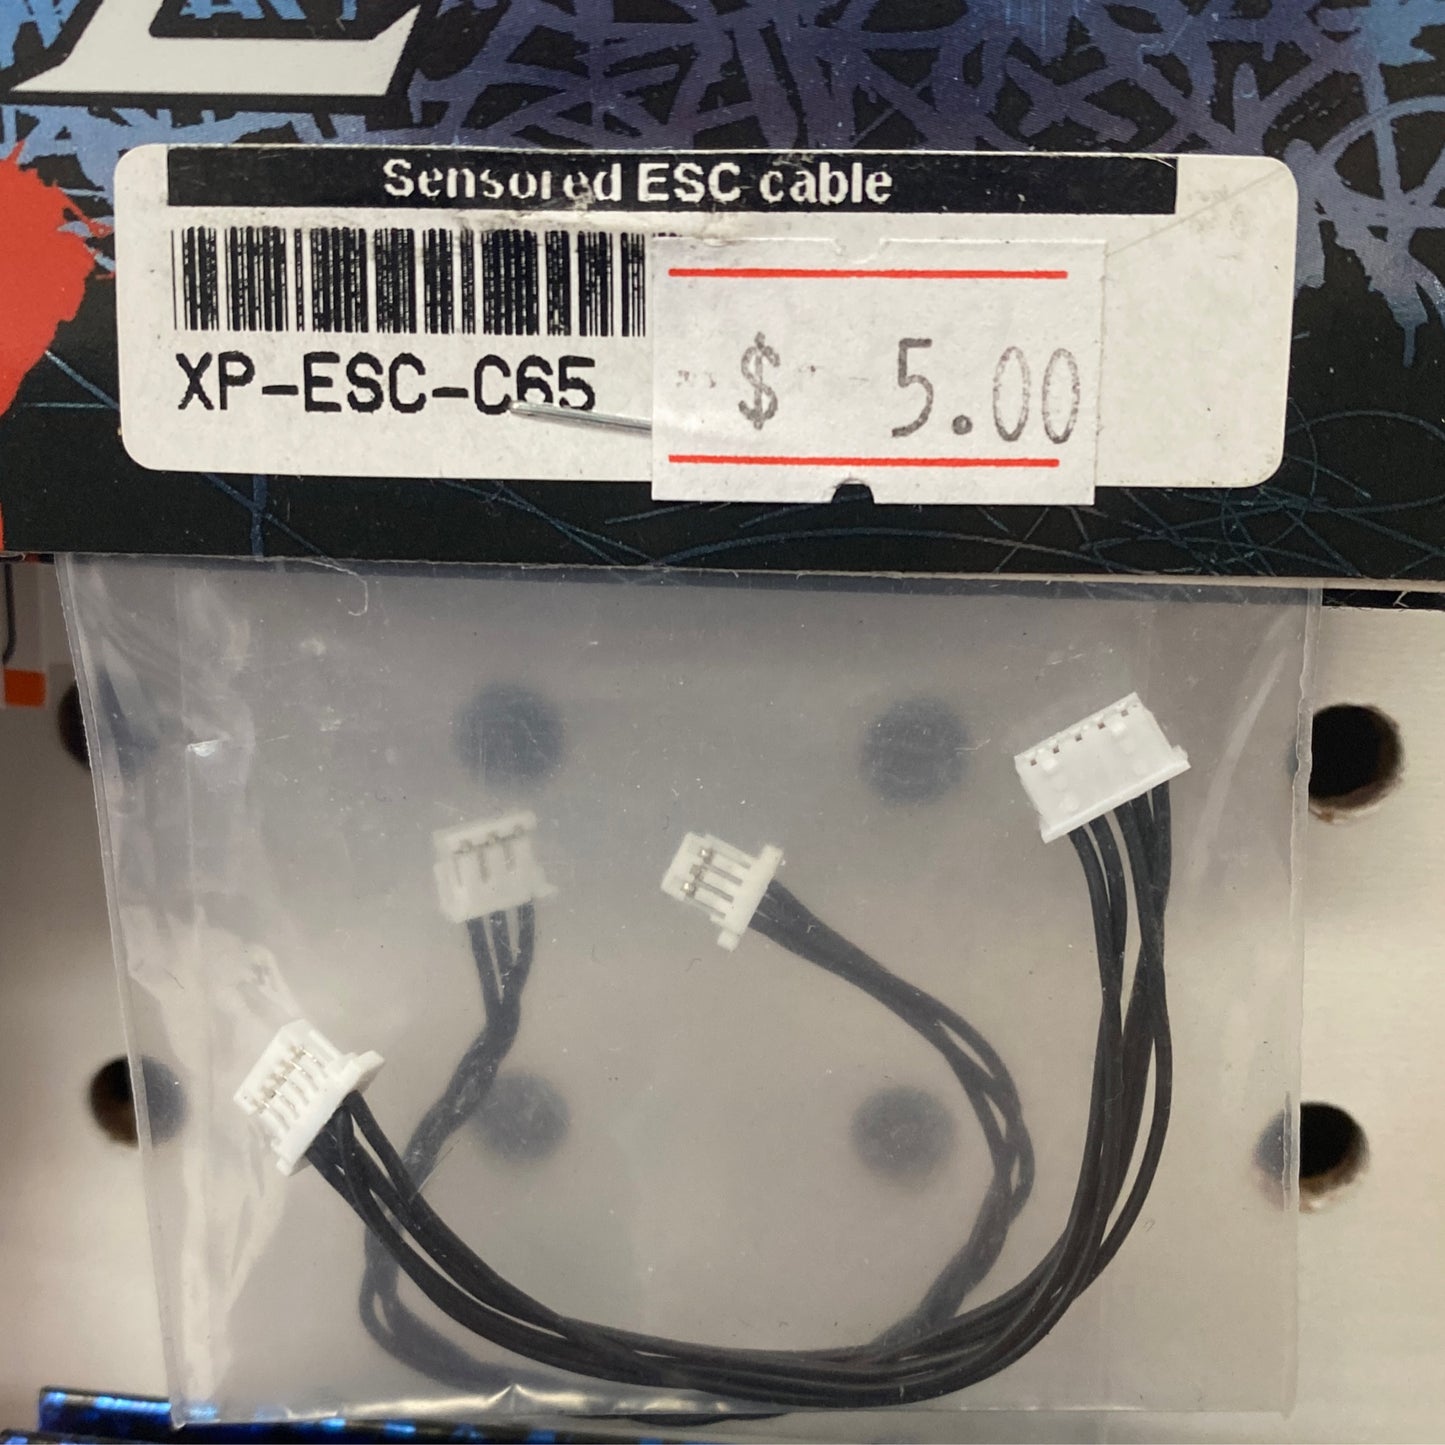 Sensored ESC cable
XP-ESC-C65
$ 5.00